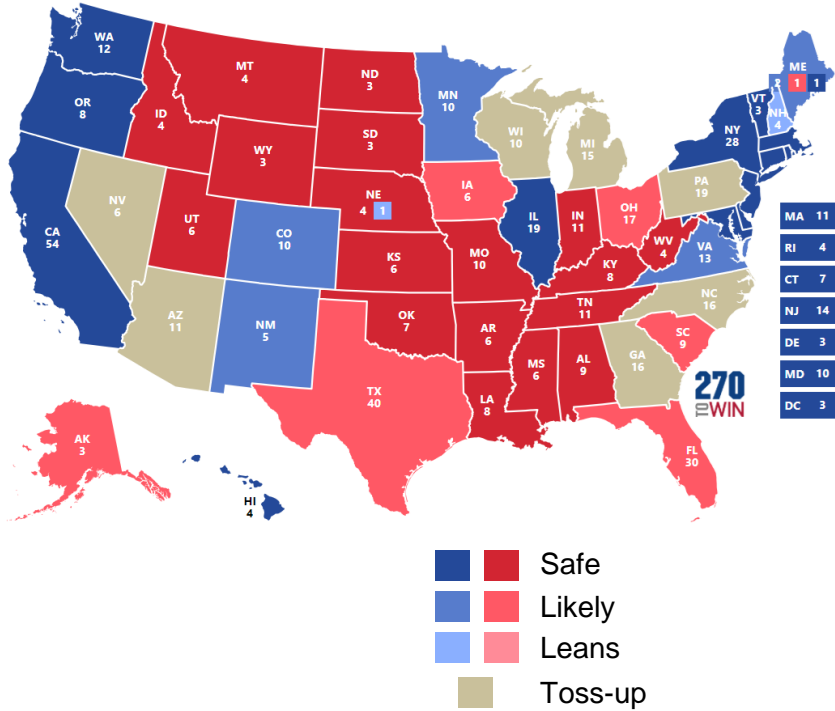 WA
12
OR
8
CA
54
NV
6
ID
4
MT
4
WY
3
UT
6
AZ
11
CO
10
NM
5
ND
3
SD
3
NE
4 1
KS
6
OK
7
TX
40
MN
10
IA
6
MO
10
AR
6
LA
8
WI
10
IL
19
MI
15
IN
11
OH
17
KY
8
TN
11
MS
6
AL
9
GA
16
FL
30
SC
9
NC
16
VA
13
WV
4
PA
19
NY
28
VT
3
NH
4
ME
2 1 1
MA 11
RI 4
CT 7
NJ 14
DE 3
MD 10
DC 3
AK
3
HI
4
270
TO WIN
Safe
Likely
Leans
Toss-up